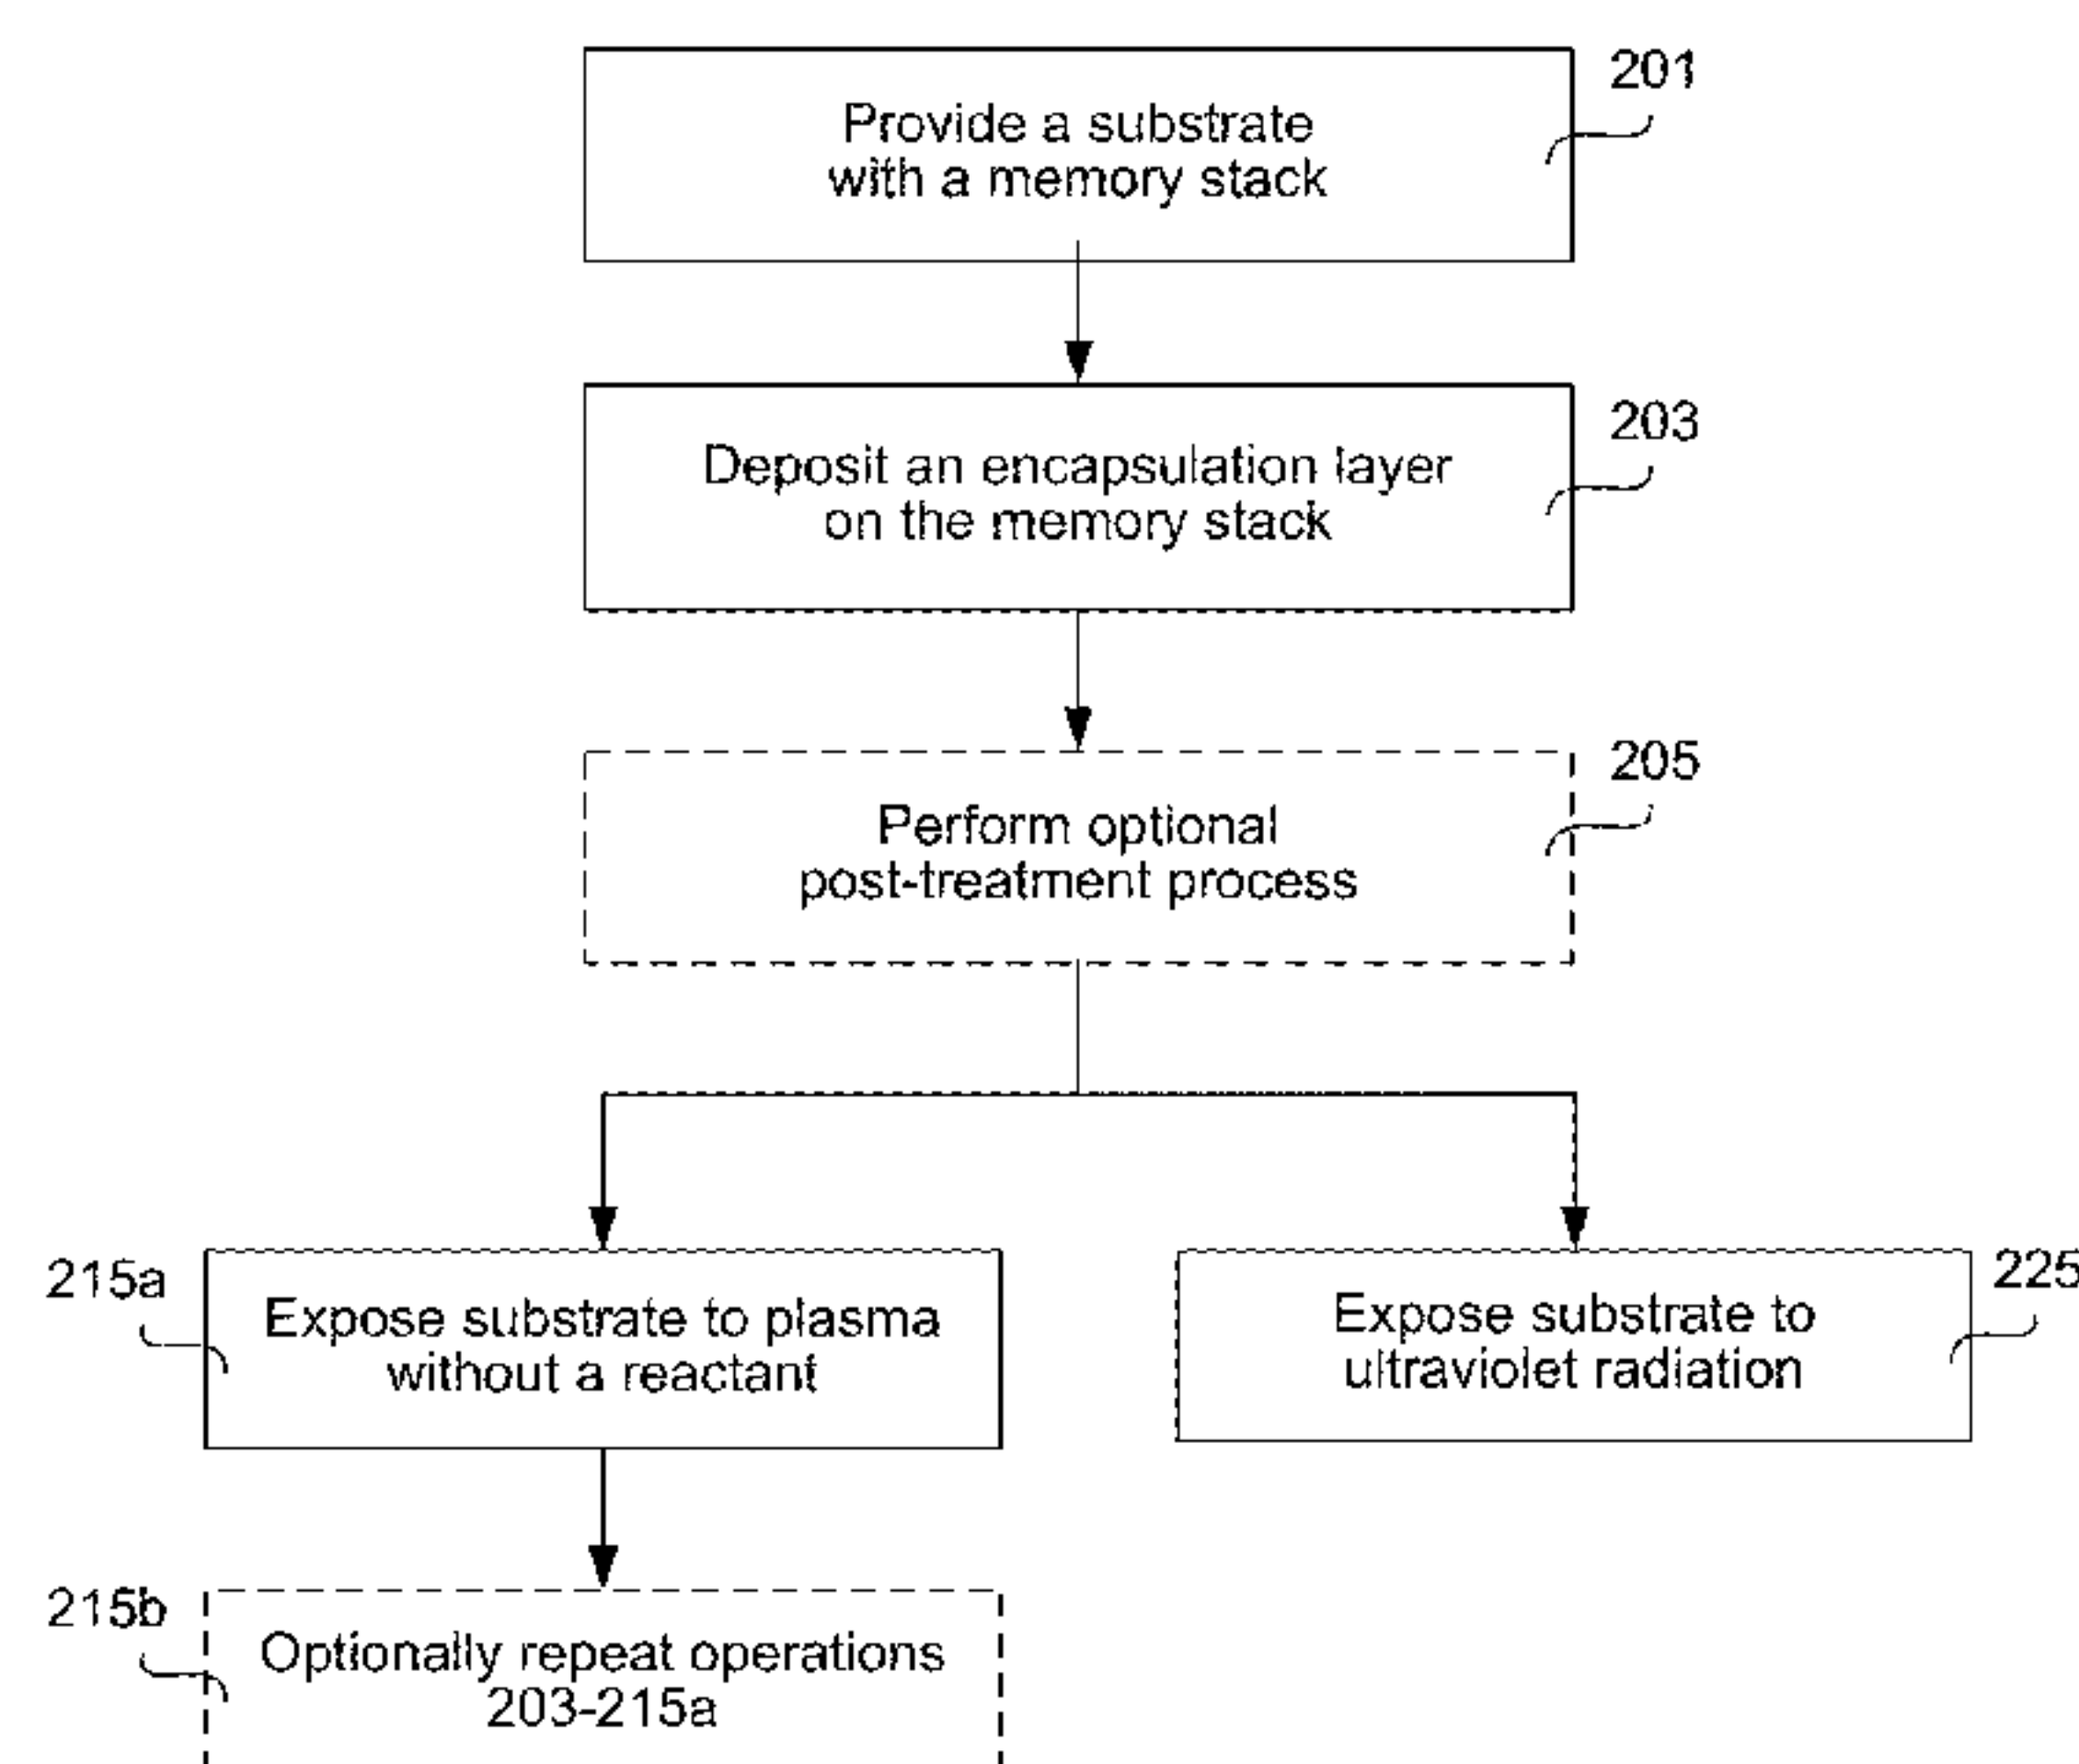 201
Provide a substrate
with a memory stack
203
Deposit an encapsulation layer
on the memory stack
205
Perform optional
post-treatment process
215a
Expose substrate to plasma
without a reactant
225
Expose substrate to
ultraviolet radiation
215b
Optionally repeat operations
203-215a